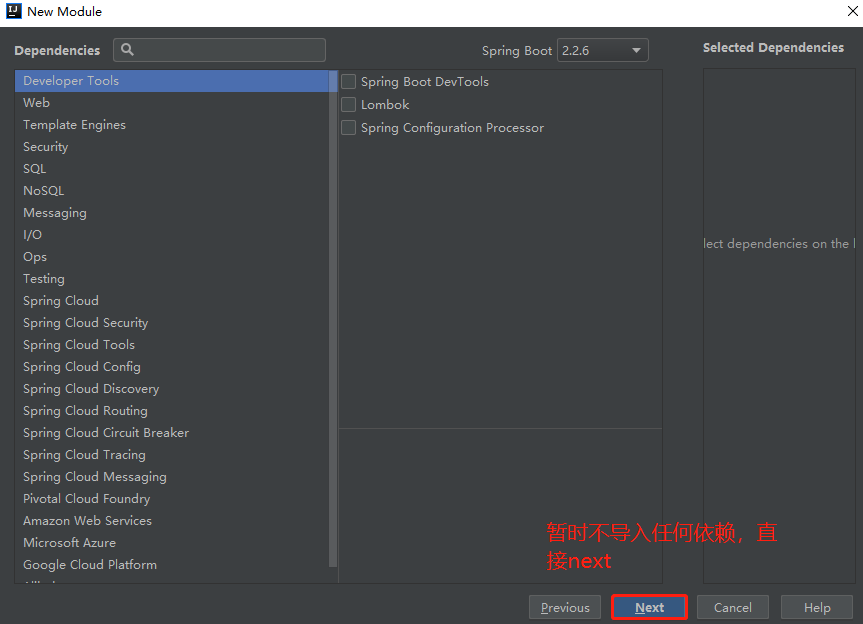 New Module
Dependencies
Spring Boot 2.2.6
Selected Dependencies
Developer Tools
Web
Template Engines
Security
SQL
NoSQL
Messaging
I/O
Ops
Testing
Spring Cloud
Spring Cloud Security
Spring Cloud Tools
Spring Cloud Config
Spring Cloud Discovery
Spring Cloud Routing
Spring Cloud Circuit Breaker
Spring Cloud Tracing
Spring Cloud Messaging
Pivotal Cloud Foundry
Amazon Web Services
Microsoft Azure
Google Cloud Platform
Spring Boot DevTools
Lombok
Spring Configuration Processor
lect dependencies on the l
暂时不导入任何依赖，直
接next
Previous
Next
Cancel
Help